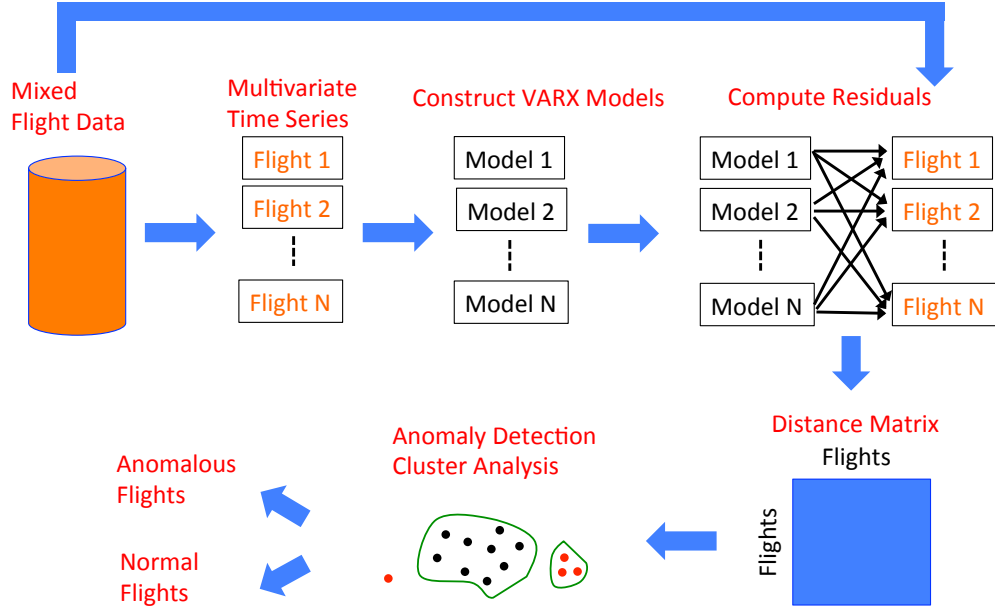 Mixed
Flight Data
Multivariate
Time Series
Flight 1
Flight 2
Flight N
Construct VARX Models
Model 1
Model 2
Model N
Compute Residuals
Model 1
Model 2
Model N
Flight 1
Flight 2
Flight N
Distance Matrix
Flights
Flights
Anomaly Detection
Cluster Analysis
Anomalous
Flights
Normal
Flights